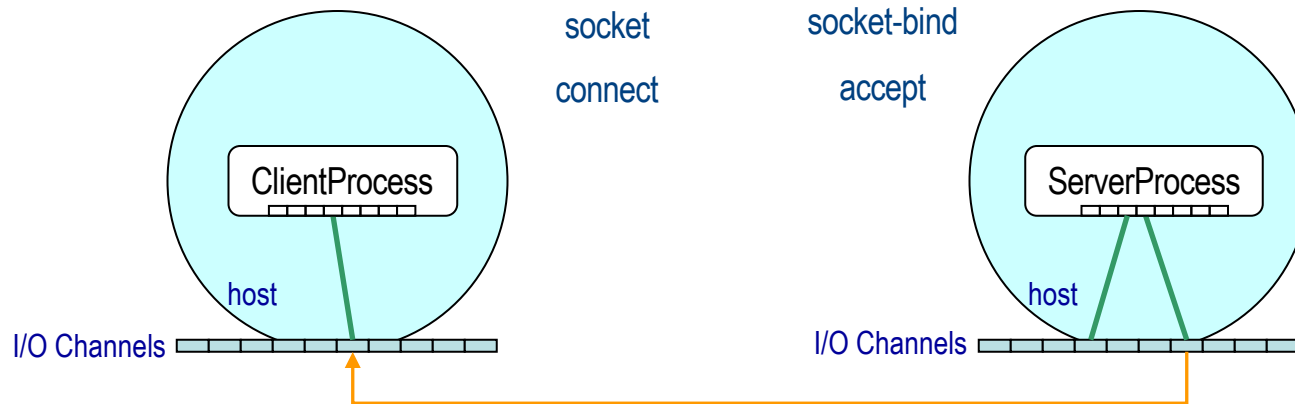 socket socket-bind
connect accept
ClientProcess ServerProcess
host host
I/O Channels I/O Channels